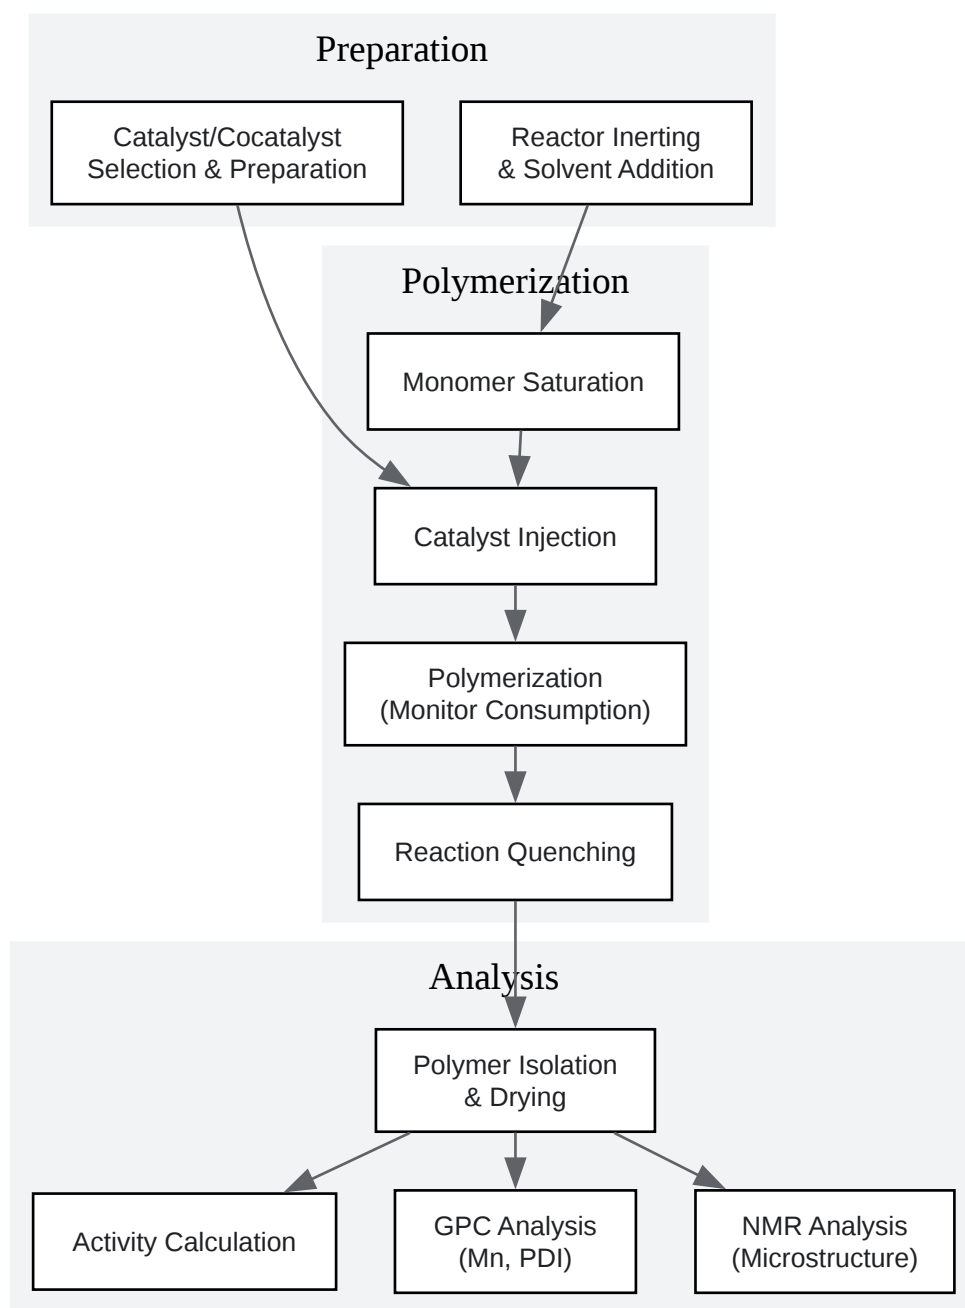 Preparation
Catalyst/Cocatalyst
Selection & Preparation
Reactor Inerting
& Solvent Addition
Polymerization
Monomer Saturation
Catalyst Injection
Polymerization
(Monitor Consumption)
Reaction Quenching
Analysis
Polymer Isolation
& Drying
Activity Calculation
GPC Analysis
(Mn, PDI)
NMR Analysis
(Microstructure)